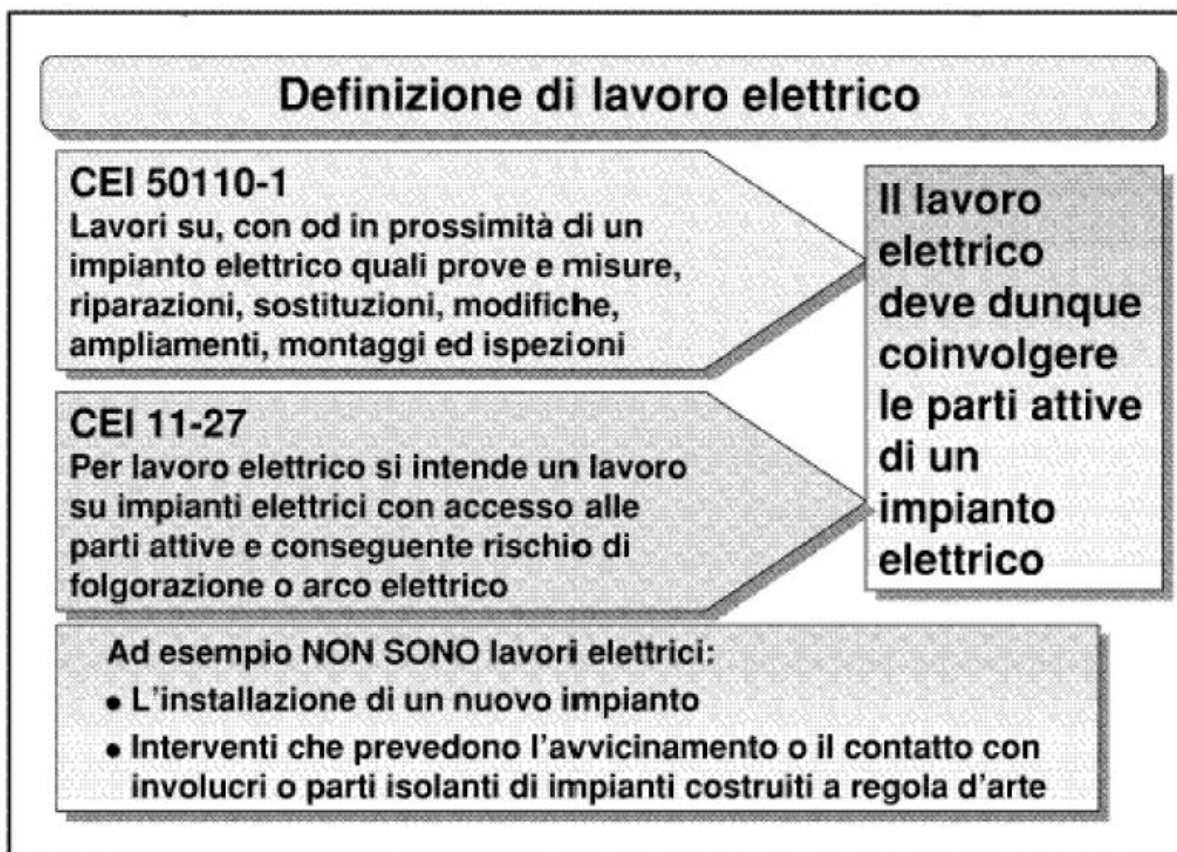 Definizione di lavoro elettrico
CEI 50110-1
Lavori su, con od in prossimità di un
impianto elettrico quali prove e misure,
riparazioni, sostituzioni, modifiche,
ampliamenti, montaggi ed ispezioni
CEI 11-27
Per lavoro elettrico si intende un lavoro
su impianti elettrici con accesso alle
parti attive e conseguente rischio di
folgorazione o arco elettrico
Il lavoro
elettrico
deve dunque
coinvolgere
le parti attive
di un
impianto
elettrico
Ad esempio NON SONO lavori elettrici:
• L'installazione di un nuovo impianto
• Interventi che prevedono l'avvicinamento o il contatto con
involucri o parti isolanti di impianti costruiti a regola d'arte